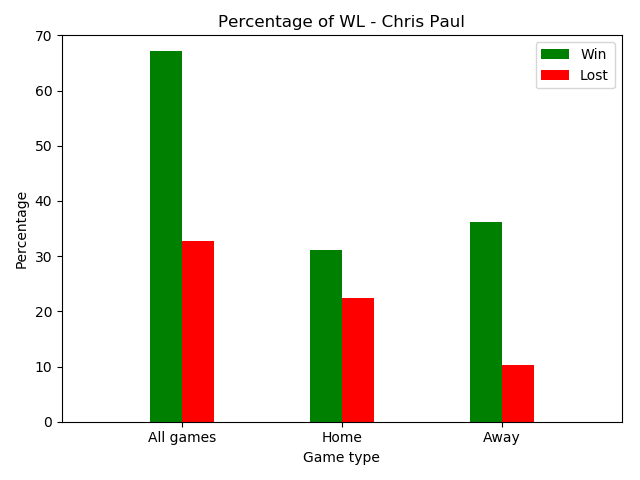 Percentage of WL - Chris Paul
Win
Lost
70
60
50
40
30
20
10
0
Percentage
All games
Home
Away
Game type